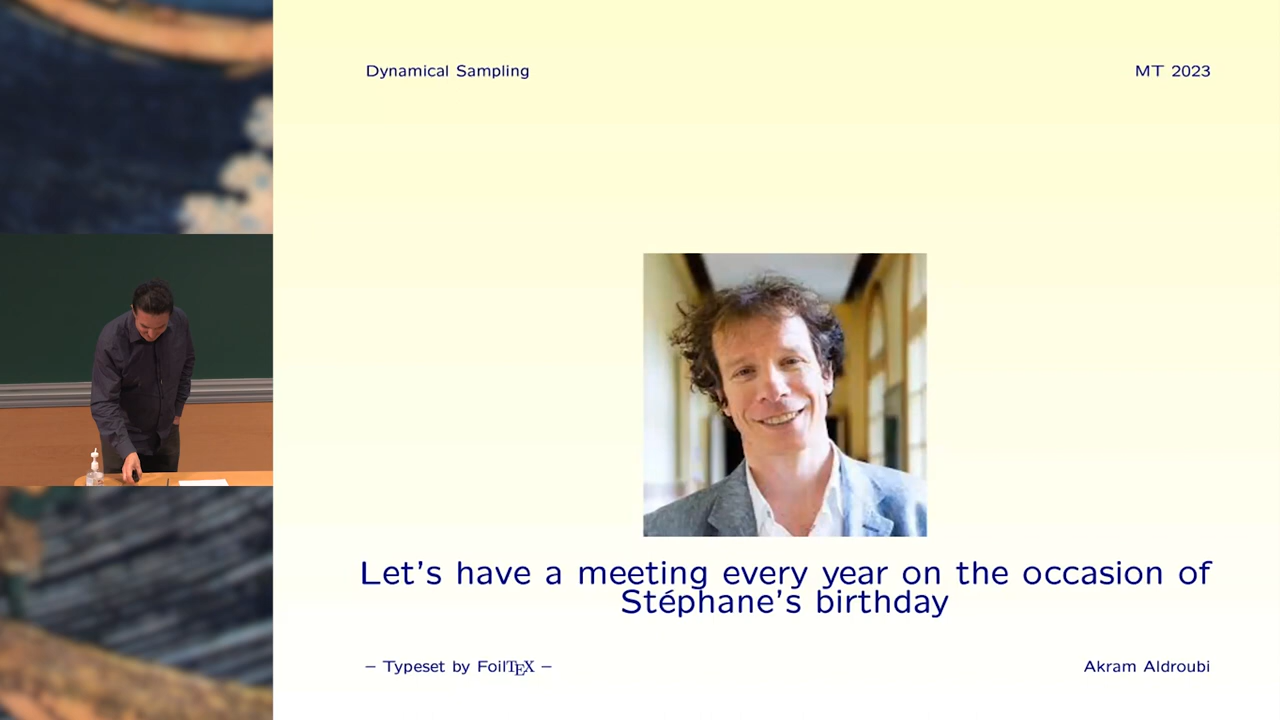 Dynamical Sampling
MT 2023
Let's have a meeting every year on the occasion of
Stéphane's birthday
– Typeset by FoilTEX –
Akram Aldroubi